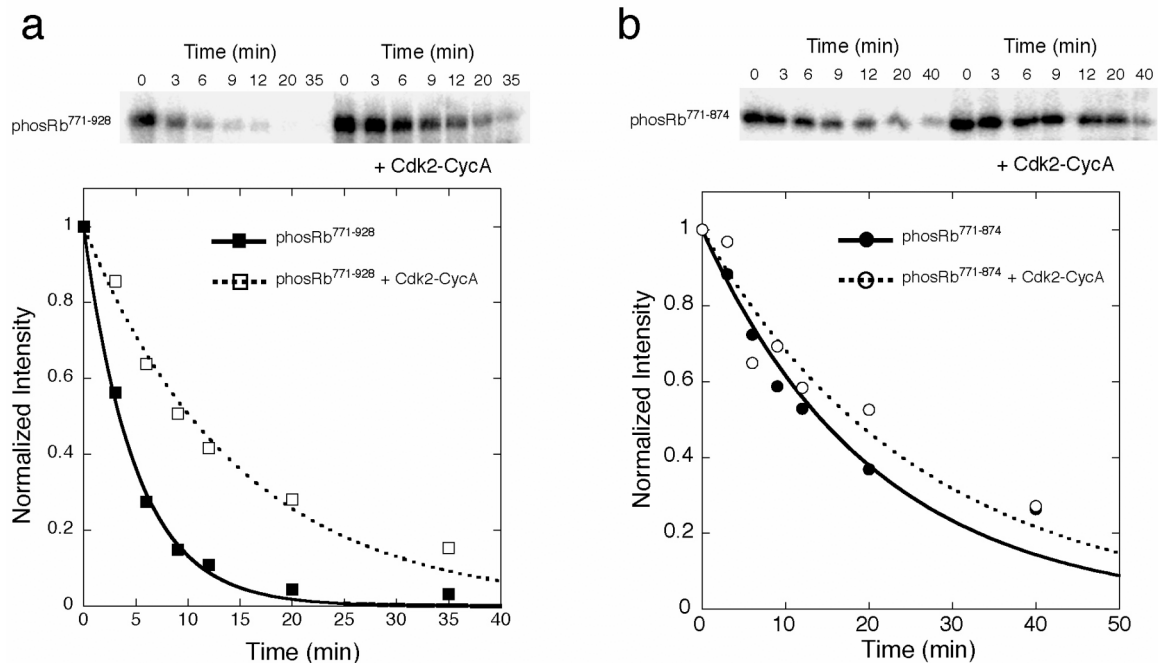 a
Time (min) Time (min)
0 3 6 9 12 20 35 0 3 6 9 12 20 35
phosRb771-928
+ Cdk2-CycA
1
0.8
0.6
0.4
0.2
0
Normalized Intensity
phosRb771-928
phosRb771-928 + Cdk2-CycA
0 5 10 15 20 25 30 35 40
Time (min)
b
Time (min) Time (min)
0 3 6 9 12 20 40 0 3 6 9 12 20 40
phosRb771-874
+ Cdk2-CycA
1
0.8
0.6
0.4
0.2
0
Normalized Intensity
phosRb771-874
phosRb771-874 + Cdk2-CycA
0 10 20 30 40 50
Time (min)